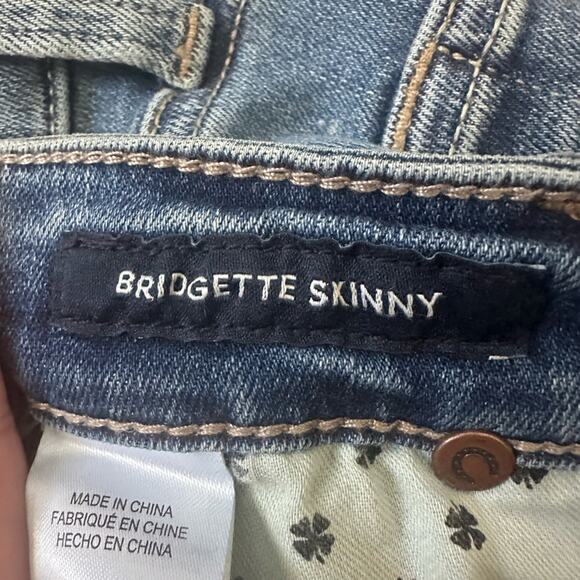 BRIDGETTE SKINNY
MADE IN CHINA
FABRIQUÉ EN CHINE
HECHO EN CHINA